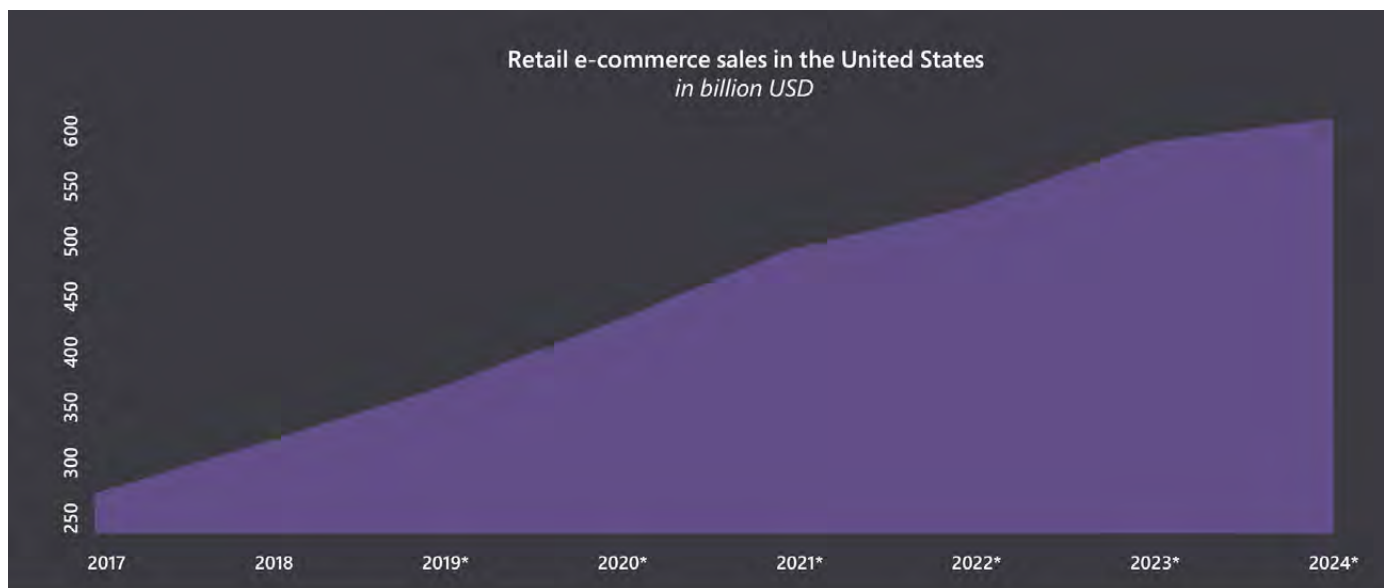 Retail e-commerce sales in the United States
in billion USD
600
550
500
450
400
350
300
250
2017 2018 2019* 2020* 2021* 2022* 2023* 2024*